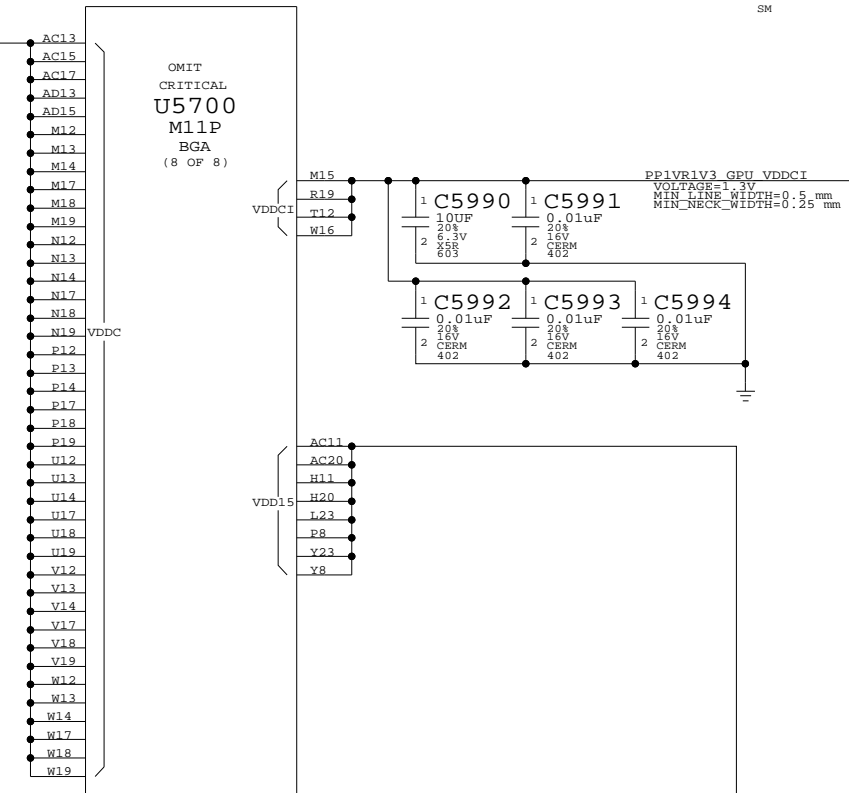 SM
AC13
AC15
AC17
AD13
AD15
M12
M13
M14
M17
M18
M19
N12
N13
N14
N17
N18
N19
P12
P13
P14
P17
P18
P19
U12
U13
U14
U17
U18
U19
V12
V13
V14
V17
V18
V19
W12
W13
W14
W17
W18
W19
VDDC
OMIT
CRITICAL
U5700
M11P
BGA
(8 OF 8)
VDDCI
M15
R19
T12
W16
PP1VR1V3_GPU_VDDCI
VOLTAGE=1.3V
MIN_LINE_WIDTH=0.5 mm
MIN_NECK_WIDTH=0.25 mm
1 C5990
10UF
20%
6.3V
2 X5R
603
1 C5991
0.01uF
20%
16V
2 CERM
402
1 C5992
0.01uF
20%
16V
2 CERM
402
1 C5993
0.01uF
20%
16V
2 CERM
402
1 C5994
0.01uF
20%
16V
2 CERM
402
VDD15
AC11
AC20
H11
H20
L23
P8
Y23
Y8